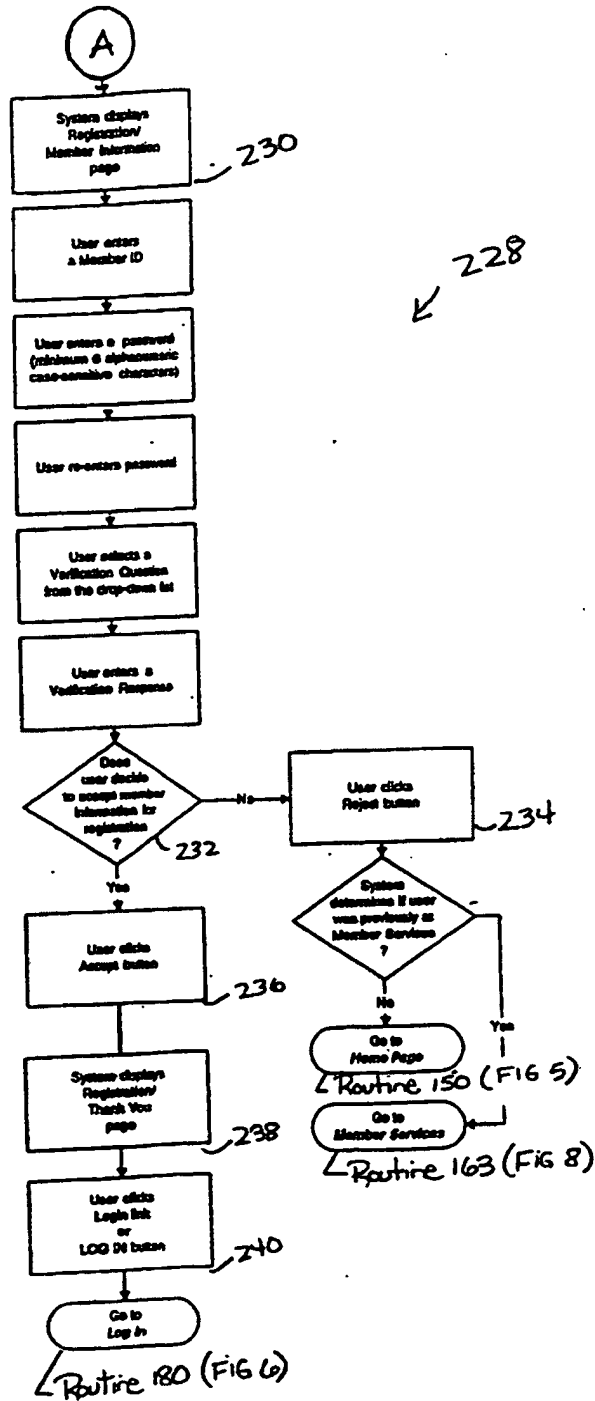 A
System displays
Registration/
Member Information
page
230
User enters
a Member ID
228
User enters a password
(minimum 6 alphanumeric
case-sensitive characters)
User re-enters password
User selects a
Verification Question
from the drop-down list
User enters a
Verification Response
Does
user decide
to accept member
information for
registration
?
232
No
User clicks
Reject button
234
Yes
System
determines if user
was previously at
Member Services
?
User clicks
Accept button
236
No
Yes
Go to
Home Page
Routine 150 (FIG 5)
System displays
Registration/
Thank You
page
238
Go to
Member Services
Routine 163 (FIG 8)
User clicks
Login link
or
LOG IN button
240
Go to
Log In
Routine 180 (FIG 6)